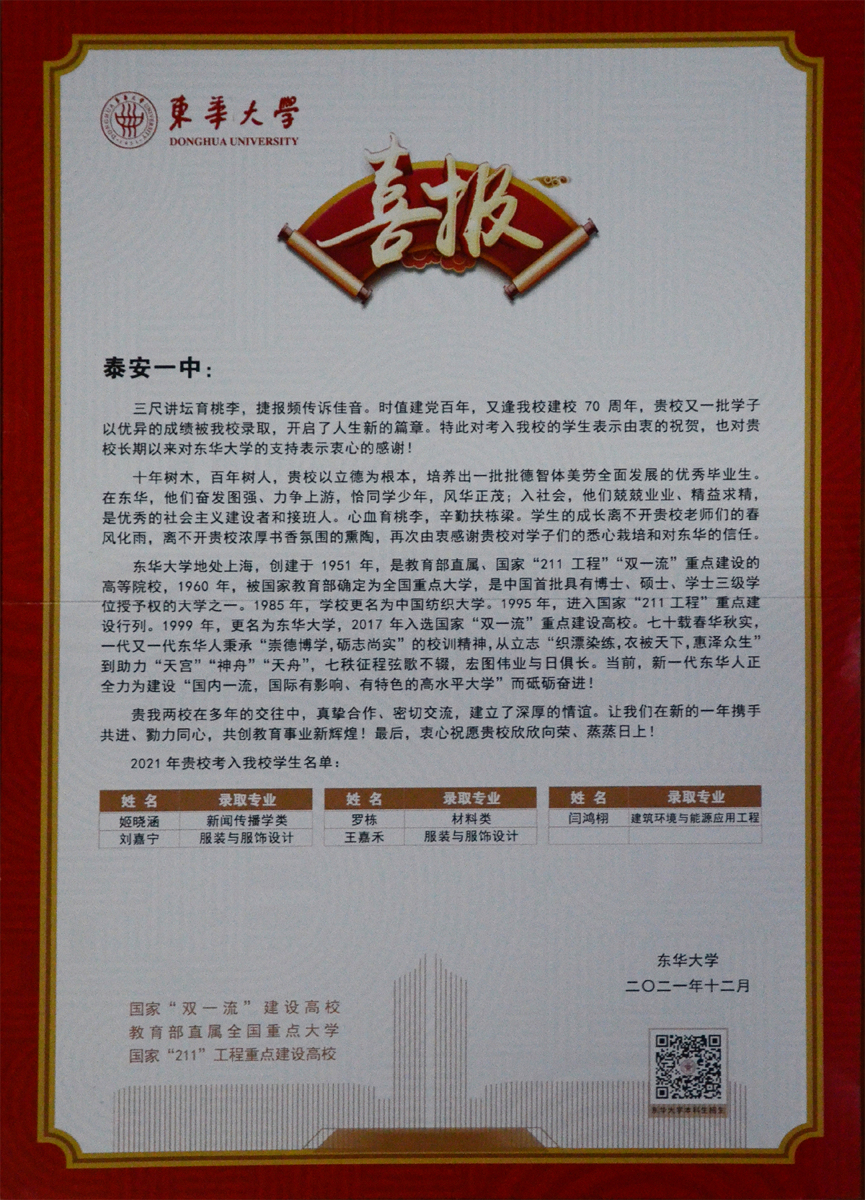 東華大學
DONGHUA UNIVERSITY
喜报
泰安一中：
三尺讲坛育桃李，捷报频传诉佳音。时值建党百年，又逢我校建校 70 周年，贵校又一批学子
以优异的成绩被我校录取，开启了人生新的篇章。特此对考入我校的学生表示由衷的祝贺，也对贵
校长期以来对东华大学的支持表示衷心的感谢！
十年树木，百年树人，贵校以立德为根本，培养出一批批德智体美劳全面发展的优秀毕业生。
在东华，他们奋发图强、力争上游，恰同学少年，风华正茂；入社会，他们兢兢业业、精益求精，
是优秀的社会主义建设者和接班人。心血育桃李，辛勤扶栋梁。学生的成长离不开贵校老师们的春
风化雨，离不开贵校浓厚书香氛围的熏陶，再次由衷感谢贵校对学子们的悉心栽培和对东华的信任。
东华大学地处上海，创建于 1951 年，是教育部直属、国家“211 工程”“双一流”重点建设的
高等院校，1960 年，被国家教育部确定为全国重点大学，是中国首批具有博士、硕士、学士三级学
位授予权的大学之一。1985 年，学校更名为中国纺织大学。1995 年，进入国家“211 工程”重点建
设行列。1999 年，更名为东华大学，2017 年入选国家“双一流”重点建设高校。七十载春华秋实，
一代又一代东华人秉承“崇德博学，砺志尚实”的校训精神，从立志“织漂染练，衣被天下，惠泽众生”
到助力“天宫”“神舟”“天舟”，七秩征程弦歌不辍，宏图伟业与日俱长。当前，新一代东华人正
全力为建设“国内一流，国际有影响、有特色的高水平大学”而砥砺奋进！
贵我两校在多年的交往中，真挚合作、密切交流，建立了深厚的情谊。让我们在新的一年携手
共进、勠力同心，共创教育事业新辉煌！最后，衷心祝愿贵校欣欣向荣、蒸蒸日上！
2021 年贵校考入我校学生名单：
姓 名 录取专业 姓 名 录取专业 姓 名 录取专业
姬晓涵 新闻传播学类 罗栋 材料类 闫鸿栩 建筑环境与能源应用工程
刘嘉宁 服装与服饰设计 王嘉禾 服装与服饰设计
东华大学
二〇二一年十二月
国家“双一流”建设高校
教育部直属全国重点大学
国家“211”工程重点建设高校
东华大学本科生招生